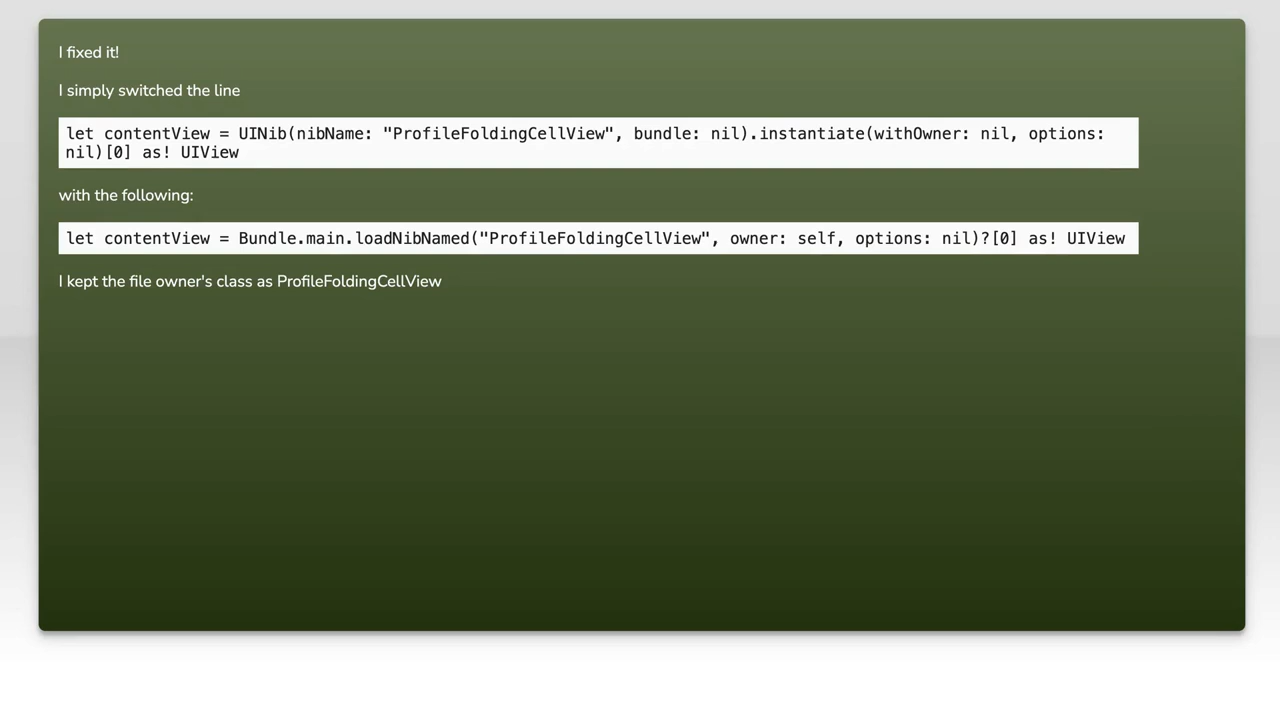 I fixed it!
I simply switched the line
let contentView = UINib(nibName: "ProfileFoldingCellView", bundle: nil).instantiate(withOwner: nil, options:
nil)[0] as! UIView
with the following:
let contentView = Bundle.main.loadNibNamed("ProfileFoldingCellView", owner: self, options: nil)?[0] as! UIView
I kept the file owner's class as ProfileFoldingCellView